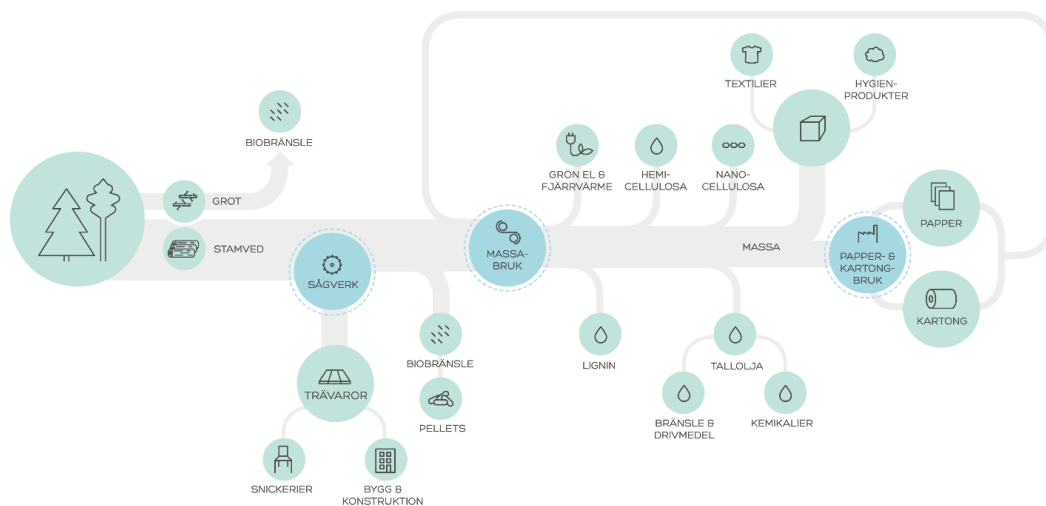 TEXTILIER
HYGIEN-
PRODUKTER
BIOBRÄNSLE
GRÖN EL &
FJÄRRVÄRME
HEMI-
CELLULOSA
NANO-
CELLULOSA
GROT
STAMVED
PAPPER
MASSA-
BRUK
MASSA
PAPPER- &
KARTONG-
BRUK
SÅGVERK
KARTONG
BIOBRÄNSLE
LIGNIN
TALLOLJA
TRÄVAROR
PELLETS
BRÄNSLE &
DRIVMEDEL
KEMIKALIER
SNICKERIER
BYGG &
KONSTRUKTION